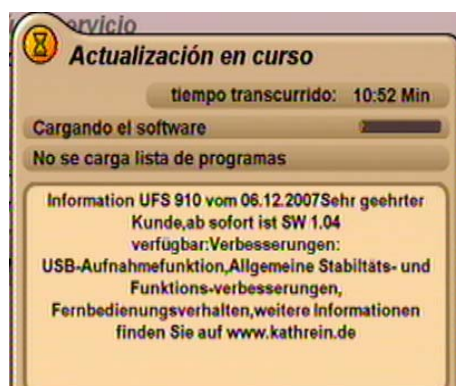 ervicio
Actualización en curso
tiempo transcurrido: 10:52 Min
Cargando el software
No se carga lista de programas
Information UFS 910 vom 06.12.2007Sehr geehrter
Kunde,ab sofort ist SW 1.04
verfügbar:Verbesserungen:
USB-Aufnahmefunktion,Allgemeine Stabiltäts- und
Funktions-verbesserungen,
Fernbedienungsverhalten,weitere Informationen
finden Sie auf www.kathrein.de